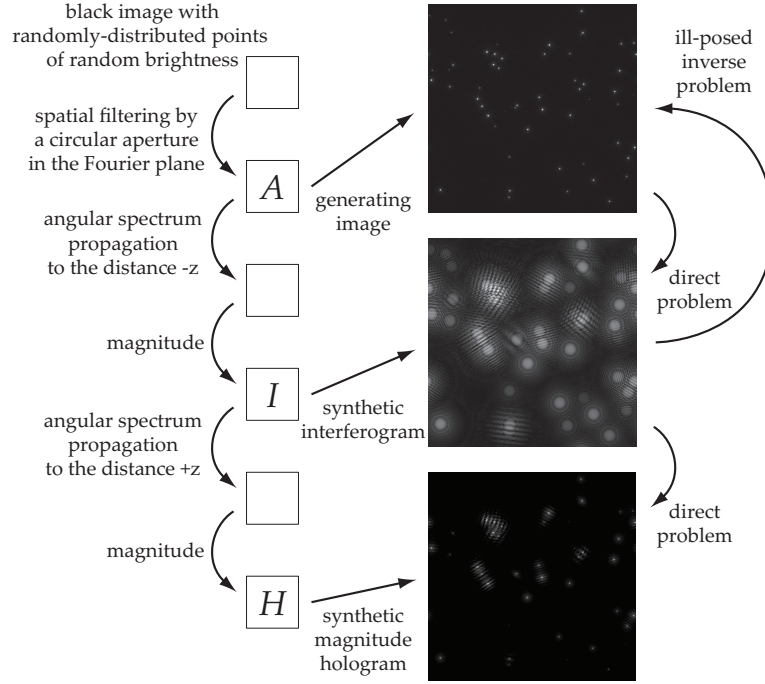 black image with
randomly-distributed points
of random brightness
spatial filtering by
a circular aperture
in the Fourier plane
A
generating
image
angular spectrum
propagation
to the distance -z
magnitude
I
synthetic
interferogram
angular spectrum
propagation
to the distance +z
magnitude
H
synthetic
magnitude
hologram
ill-posed
inverse
problem
direct
problem
direct
problem